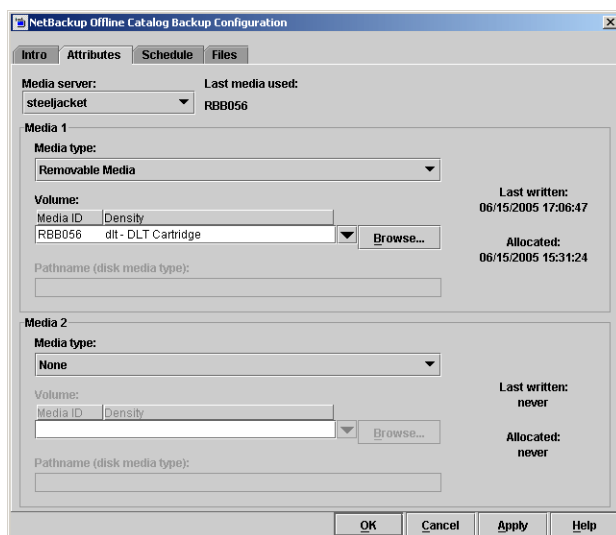 NetBackup Offline Catalog Backup Configuration
Intro Attributes Schedule Files
Media server: Last media used:
steeljacket RBB056
Media 1
Media type:
Removable Media
Volume:
Media ID Density
RBB056 dlt - DLT Cartridge Browse...
Last written:
06/15/2005 17:06:47
Allocated:
06/15/2005 15:31:24
Pathname (disk media type):
Media 2
Media type:
None
Volume:
Media ID Density
Browse...
Last written:
never
Allocated:
never
Pathname (disk media type):
OK Cancel Apply Help